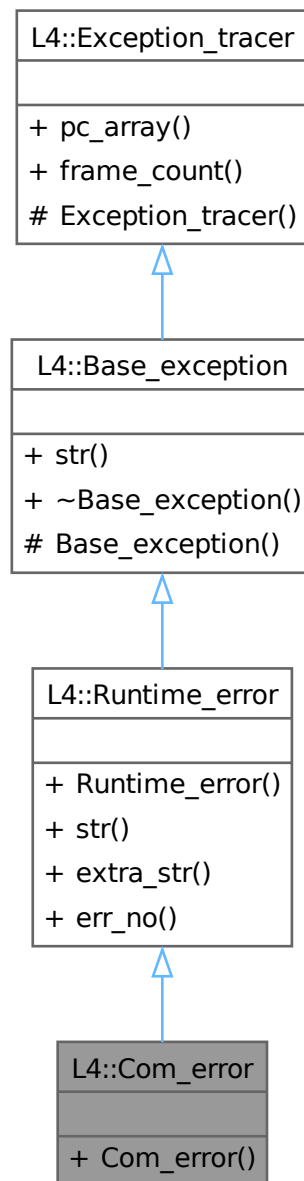 L4::Exception_tracer
+ pc_array()
+ frame_count()
# Exception_tracer()
L4::Base_exception
+ str()
+ ~Base_exception()
# Base_exception()
L4::Runtime_error
+ Runtime_error()
+ str()
+ extra_str()
+ err_no()
L4::Com_error
+ Com_error()